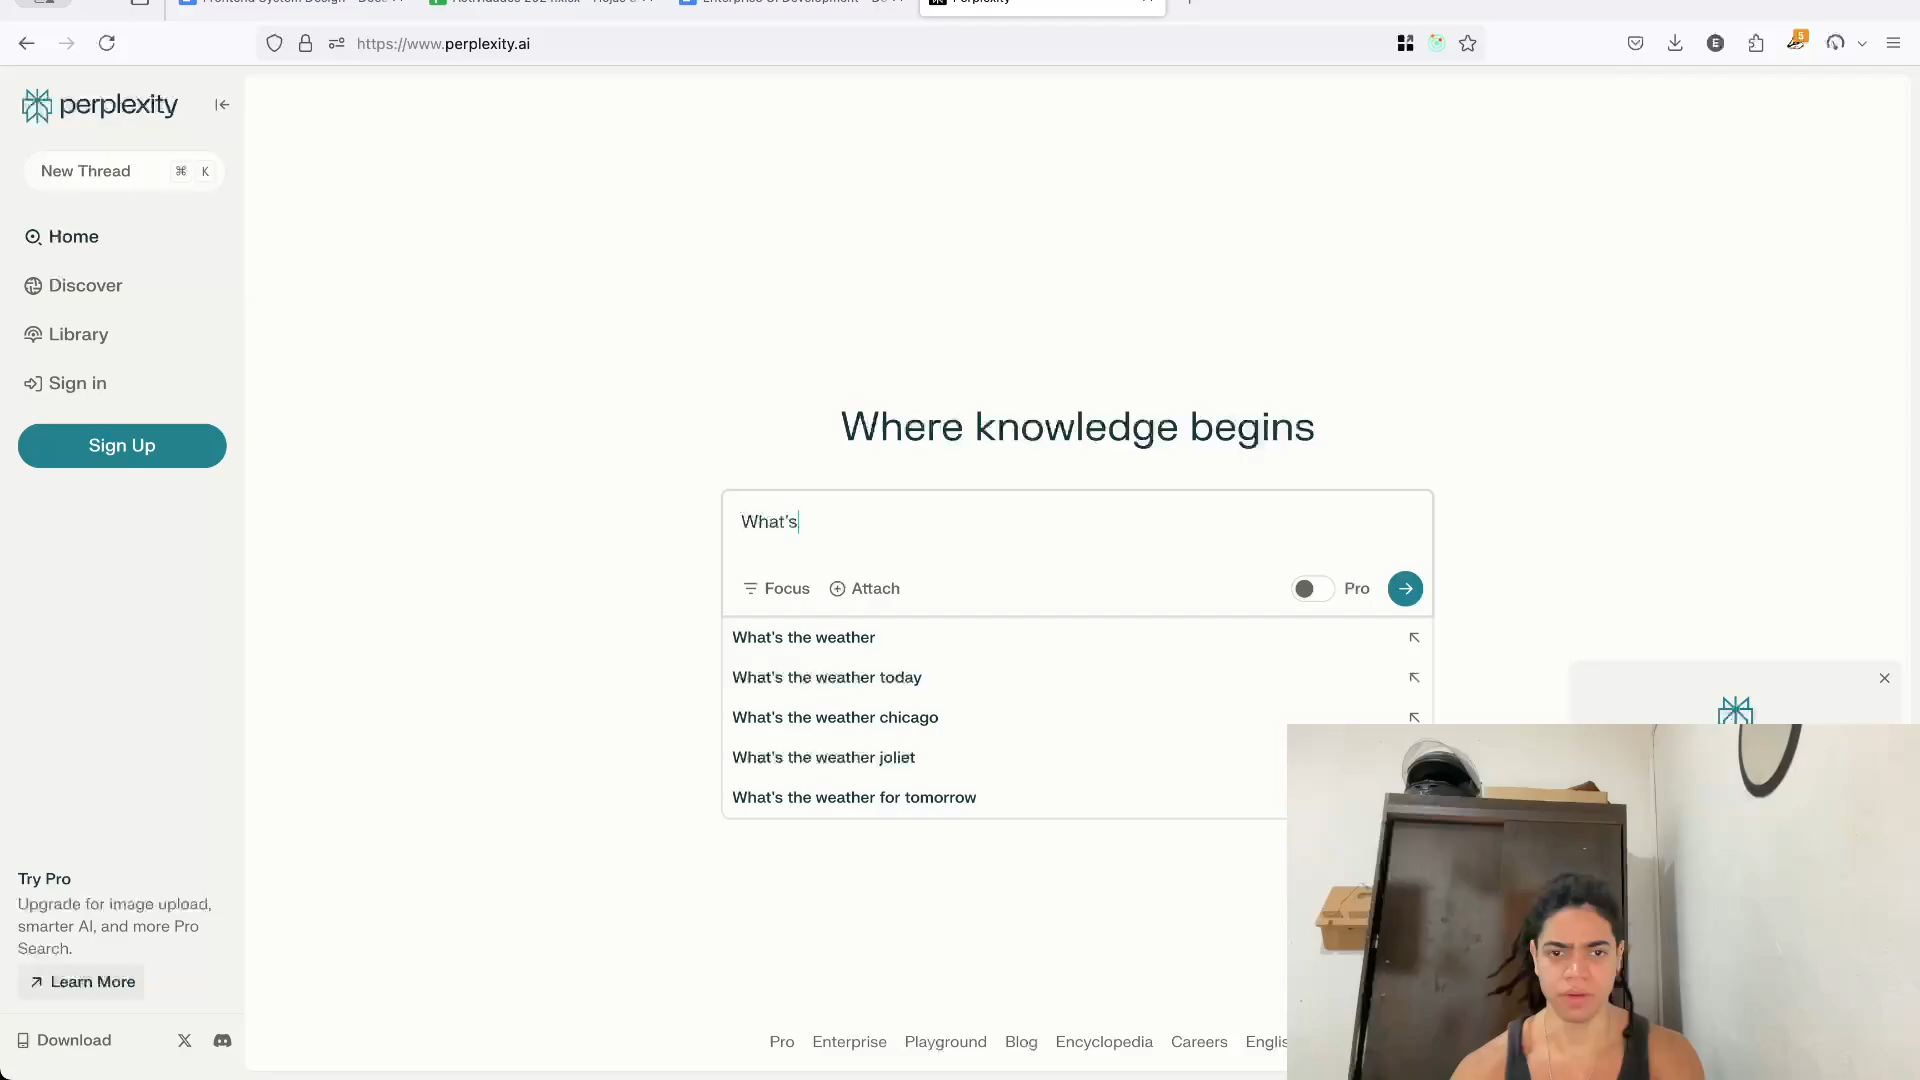 https://www.perplexity.ai
5
E
perplexity
New Thread
⌘ K
Home
Discover
Library
Sign in
Sign Up
Where knowledge begins
What's
Focus
Attach
Pro
What's the weather
What's the weather today
What's the weather chicago
What's the weather joliet
What's the weather for tomorrow
Try Pro
Upgrade for image upload,
smarter AI, and more Pro
Search.
Learn More
Download
Pro Enterprise Playground Blog Encyclopedia Careers